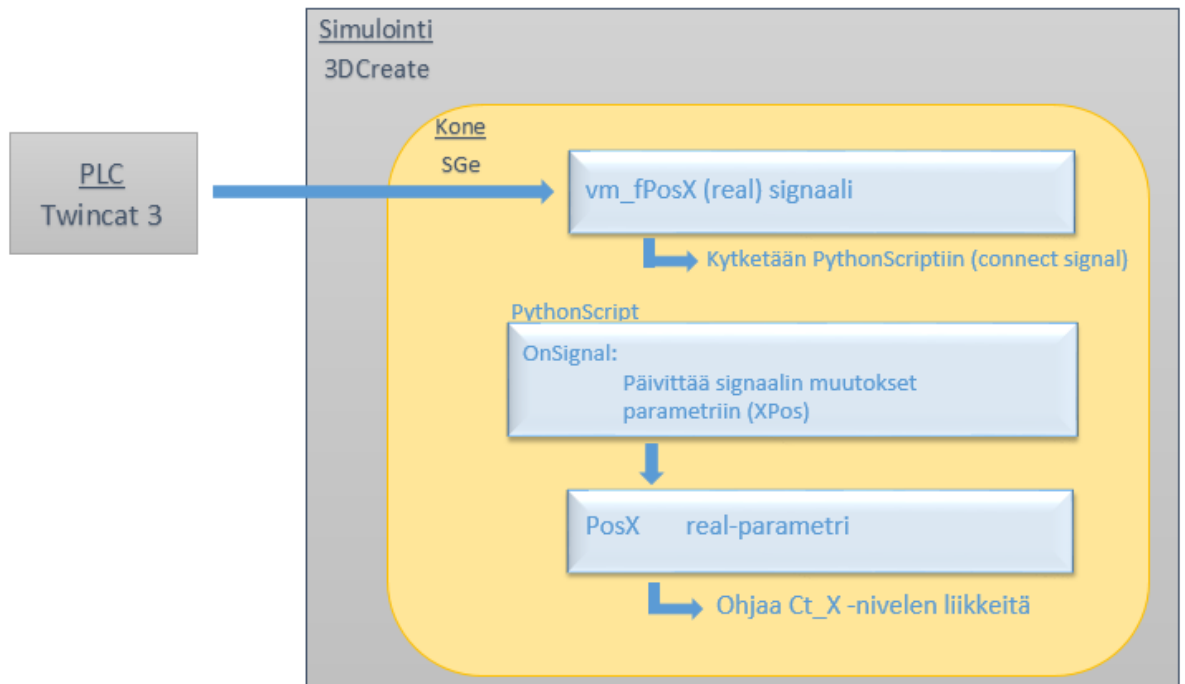 Simulointi
3DCreate
PLC
Twincat 3
Kone
SGe
vm_fPosX (real) signaali
Kytketään PythonScriptiin (connect signal)
PythonScript
OnSignal:
Päivittää signaalin muutokset
parametriin (XPos)
PosX real-parametri
Ohjaa Ct_X -nivelen liikkeitä